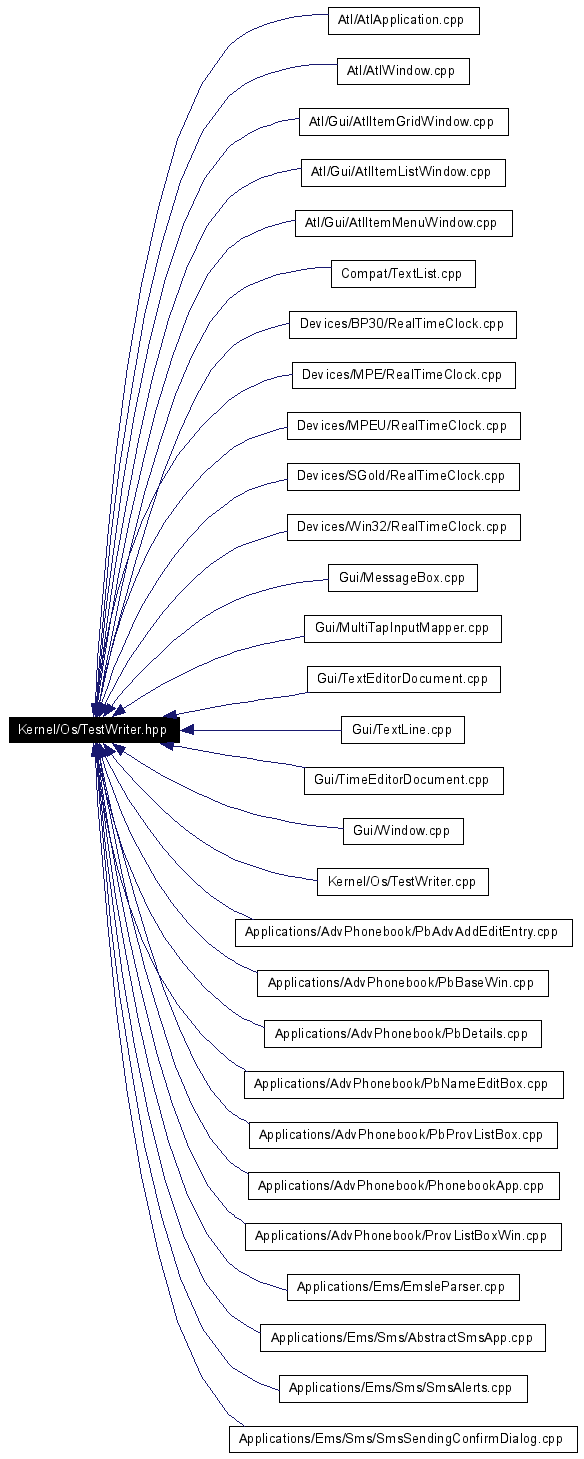 Atl/AtlApplication.cpp
Atl/AtlWindow.cpp
Atl/Gui/AtlItemGridWindow.cpp
Atl/Gui/AtlItemListWindow.cpp
Atl/Gui/AtlItemMenuWindow.cpp
Compat/TextList.cpp
Devices/BP30/RealTimeClock.cpp
Devices/MPE/RealTimeClock.cpp
Devices/MPEU/RealTimeClock.cpp
Devices/SGold/RealTimeClock.cpp
Devices/Win32/RealTimeClock.cpp
Gui/MessageBox.cpp
Gui/MultiTapInputMapper.cpp
Gui/TextEditorDocument.cpp
Kernel/Os/TestWriter.hpp
Gui/TextLine.cpp
Gui/TimeEditorDocument.cpp
Gui/Window.cpp
Kernel/Os/TestWriter.cpp
Applications/AdvPhonebook/PbAdvAddEditEntry.cpp
Applications/AdvPhonebook/PbBaseWin.cpp
Applications/AdvPhonebook/PbDetails.cpp
Applications/AdvPhonebook/PbNameEditBox.cpp
Applications/AdvPhonebook/PbProvListBox.cpp
Applications/AdvPhonebook/PhonebookApp.cpp
Applications/AdvPhonebook/ProvListBoxWin.cpp
Applications/Ems/EmsIeParser.cpp
Applications/Ems/Sms/AbstractSmsApp.cpp
Applications/Ems/Sms/SmsAlerts.cpp
Applications/Ems/Sms/SmsSendingConfirmDialog.cpp